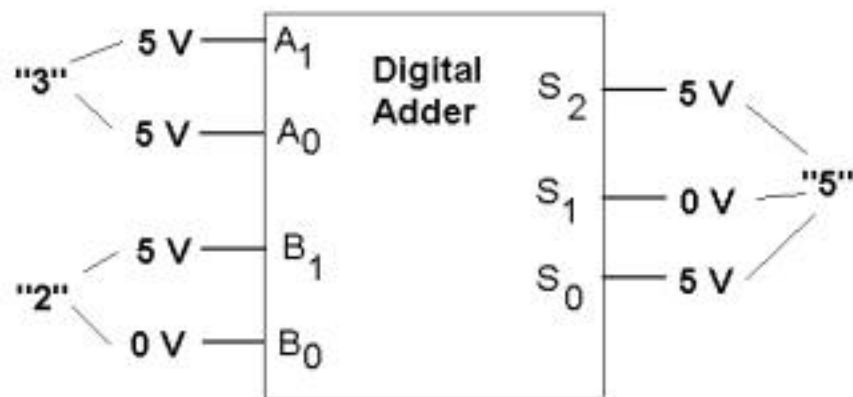 "3"
5 V
A1
5 V
A0
"2"
5 V
B1
0 V
B0
Digital
Adder
S2
5 V
S1
0 V
S0
5 V
"5"